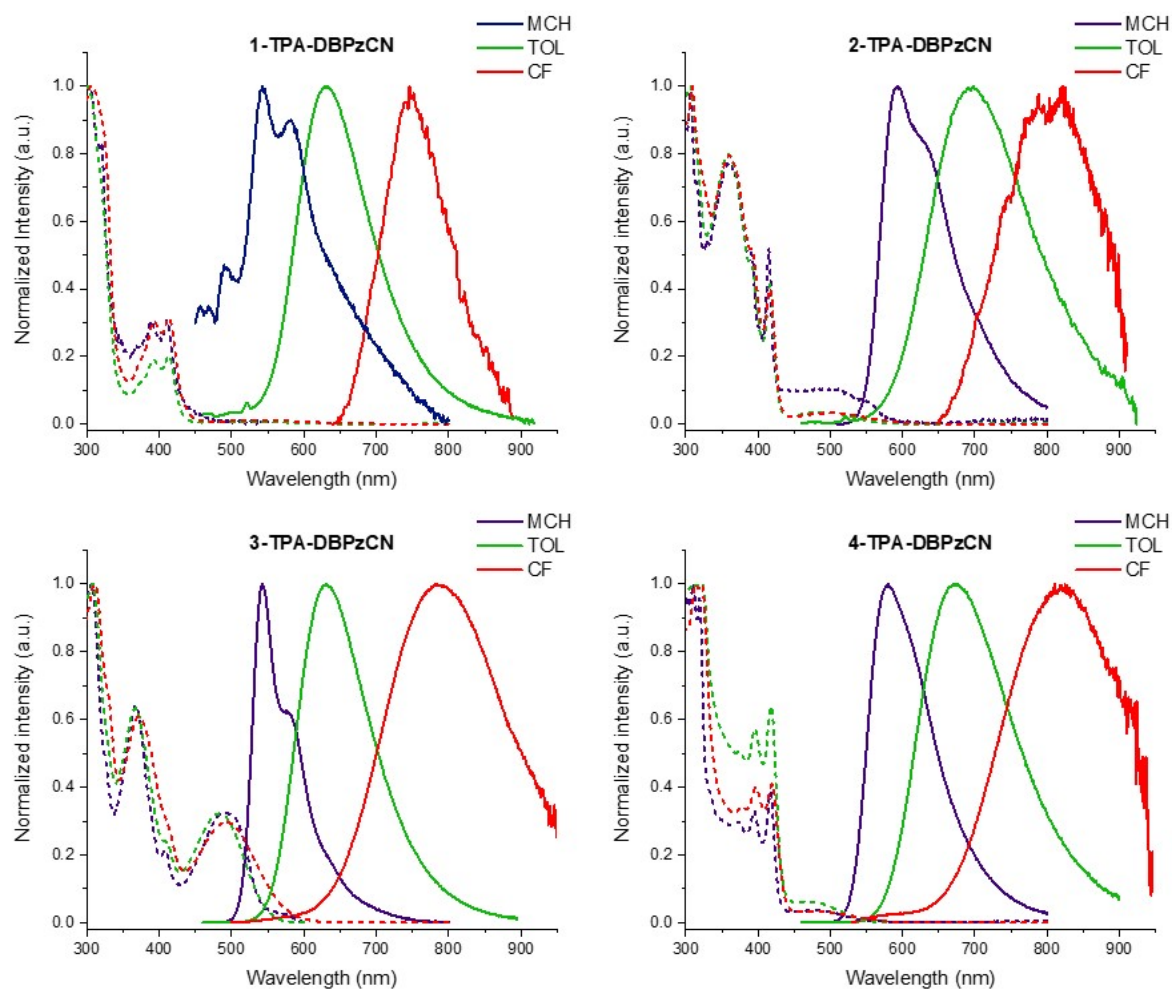 1-TPA-DBPzCN
MCH
TOL
CF
Normalized Intensity (a.u.)
1.0
0.8
0.6
0.4
0.2
0.0
300 400 500 600 700 800 900
Wavelength (nm)
2-TPA-DBPzCN
MCH
TOL
CF
Normalized intensity (a.u.)
1.0
0.8
0.6
0.4
0.2
0.0
300 400 500 600 700 800 900
Wavelength (nm)
3-TPA-DBPzCN
MCH
TOL
CF
Normalized intensity (a.u.)
1.0
0.8
0.6
0.4
0.2
0.0
300 400 500 600 700 800 900
Wavelength (nm)
4-TPA-DBPzCN
MCH
TOL
CF
Normalized intensity (a.u.)
1.0
0.8
0.6
0.4
0.2
0.0
300 400 500 600 700 800 900
Wavelength (nm)